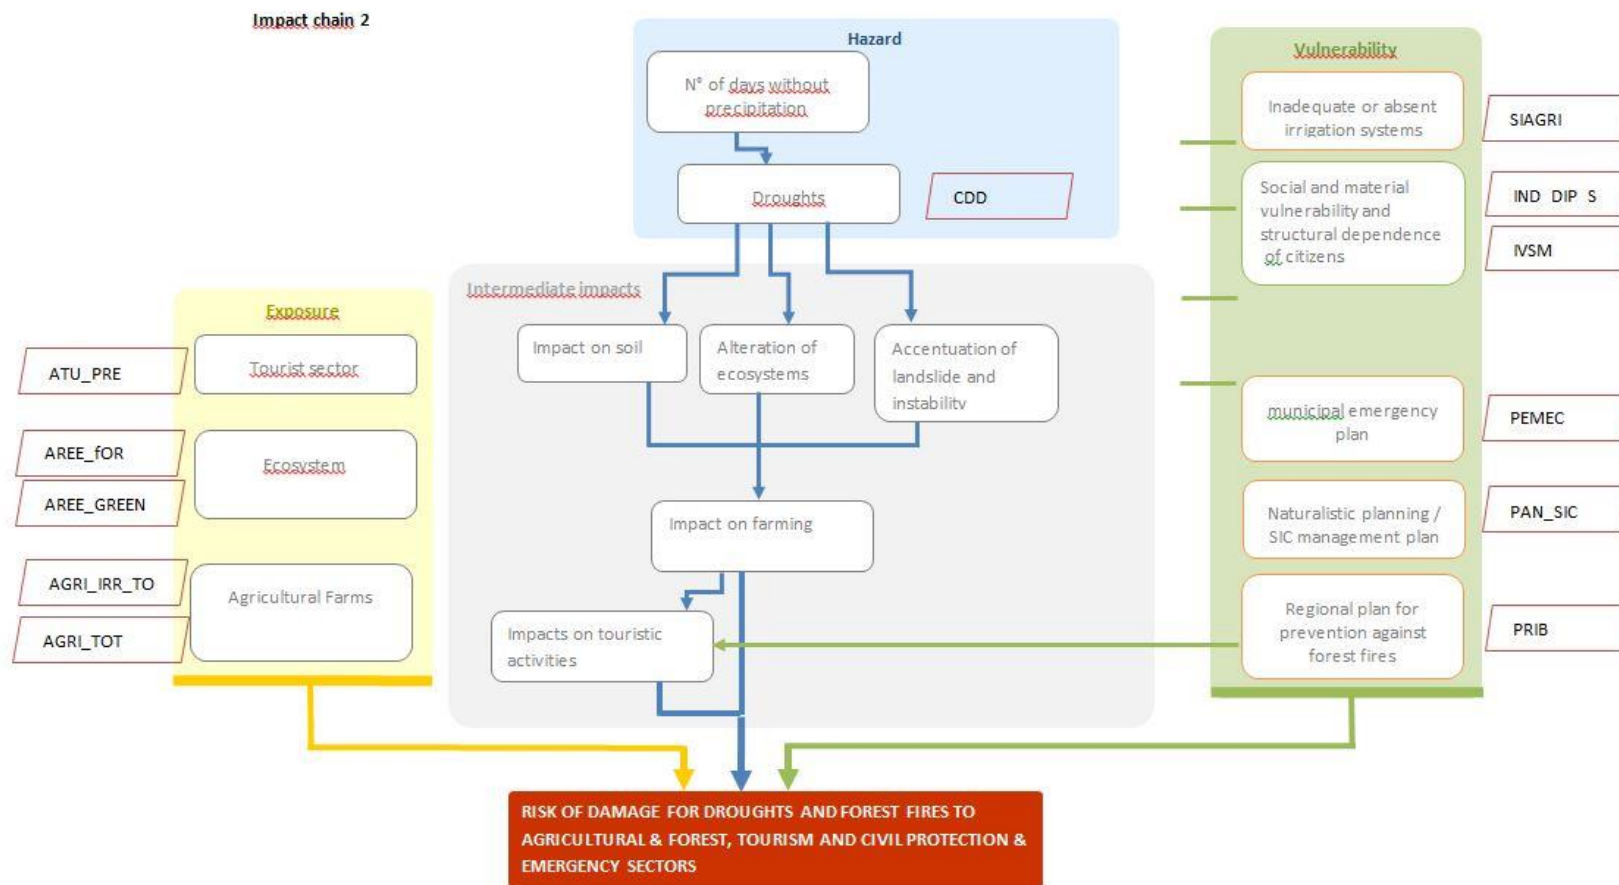 Impact chain 2
Hazard
N° of days without
precipitation
Droughts
CDD
Vulnerability
Inadequate or absent
irrigation systems
SIAGRI
Social and material
vulnerability and
structural dependence
of citizens
IND DIP S
IVSM
municipal emergency
plan
PEMEC
Naturalistic planning /
SIC management plan
PAN_SIC
Regional plan for
prevention against
forest fires
PRIB
Intermediate impacts
Impact on soil
Alteration of
ecosystems
Accentuation of
landslide and
instability
Impact on farming
Impacts on touristic
activities
Exposure
Tourist sector
ATU_PRE
Ecosystem
AREE_fOR
AREE_GREEN
Agricultural Farms
AGRI_IRR_TO
AGRI_TOT
RISK OF DAMAGE FOR DROUGHTS AND FOREST FIRES TO
AGRICULTURAL & FOREST, TOURISM AND CIVIL PROTECTION &
EMERGENCY SECTORS